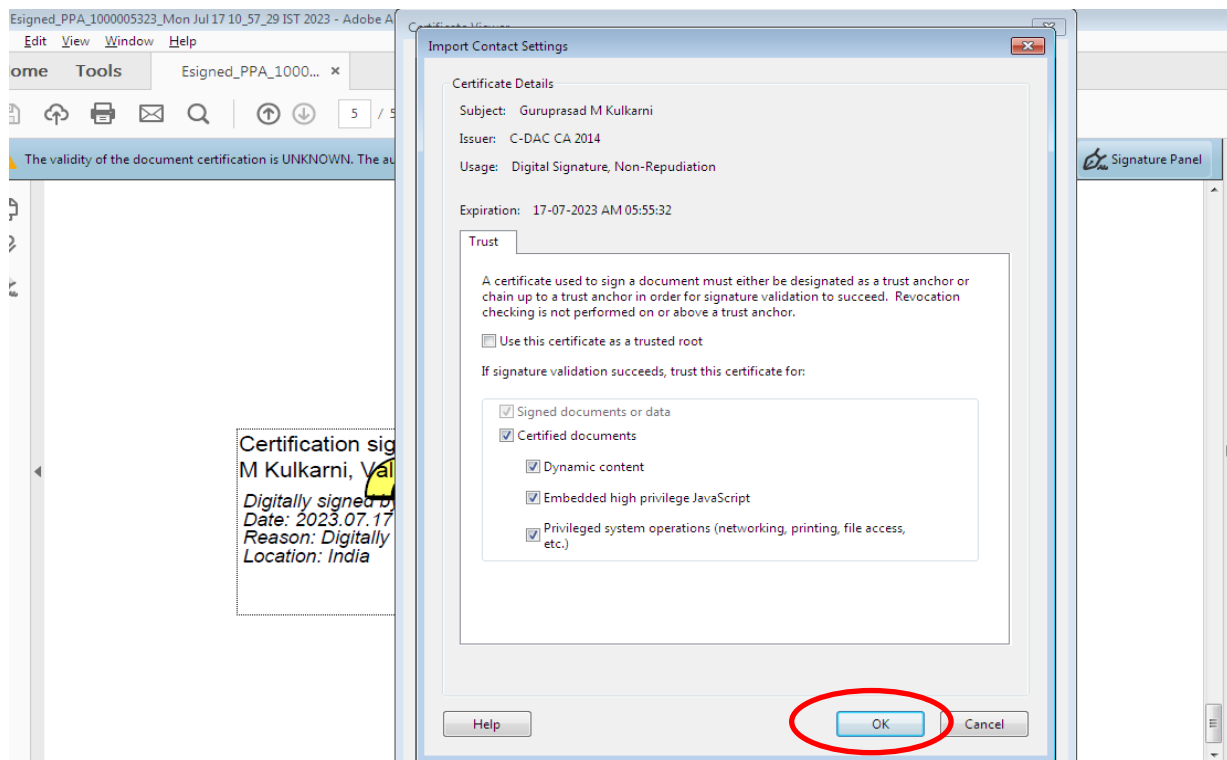 Esigned_PPA_1000005323_Mon Jul 17 10_57_29 IST 2023 - Adobe A
Edit View Window Help
ome Tools Esigned_PPA_1000... ×
5 / 5
The validity of the document certification is UNKNOWN. The au
Signature Panel
Certification sig
M Kulkarni, Val
Digitally signed by
Date: 2023.07.17
Reason: Digitally
Location: India
Certificate Viewer
Import Contact Settings
Certificate Details
Subject: Guruprasad M Kulkarni
Issuer: C-DAC CA 2014
Usage: Digital Signature, Non-Repudiation
Expiration: 17-07-2023 AM 05:55:32
Trust
A certificate used to sign a document must either be designated as a trust anchor or
chain up to a trust anchor in order for signature validation to succeed. Revocation
checking is not performed on or above a trust anchor.
Use this certificate as a trusted root
If signature validation succeeds, trust this certificate for:
Signed documents or data
Certified documents
Dynamic content
Embedded high privilege JavaScript
Privileged system operations (networking, printing, file access,
etc.)
Help OK Cancel